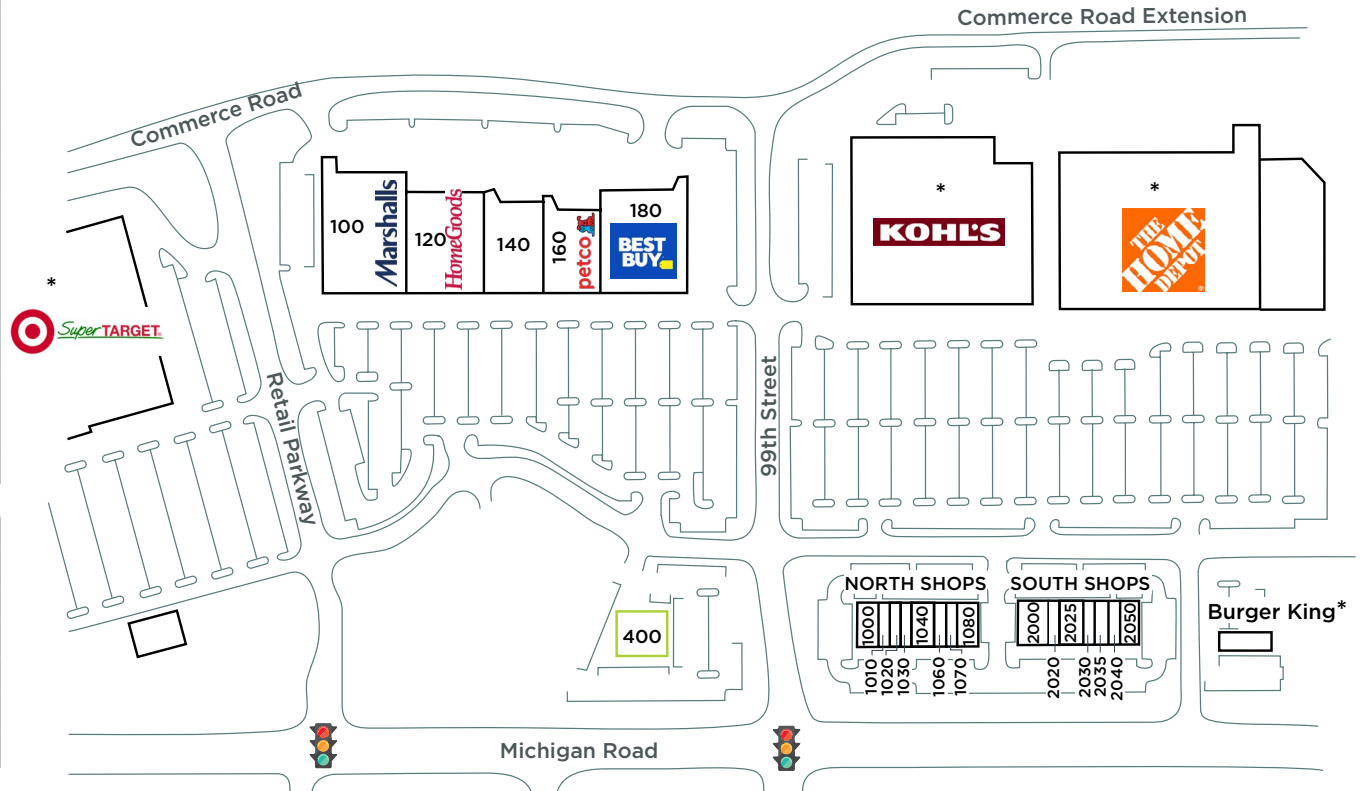 Commerce Road Extension
Commerce Road
*
*
100
Marshalls
120
HomeGoods
140
160
petco
180
BEST
BUY
KOHL'S
THE
HOME
DEPOT
*
Super TARGET
Retail Parkway
99th Street
NORTH SHOPS
SOUTH SHOPS
1000
1040
1080
2000
2025
2050
1010
1020
1030
1060
1070
2020
2030
2035
2040
Burger King*
400
Michigan Road